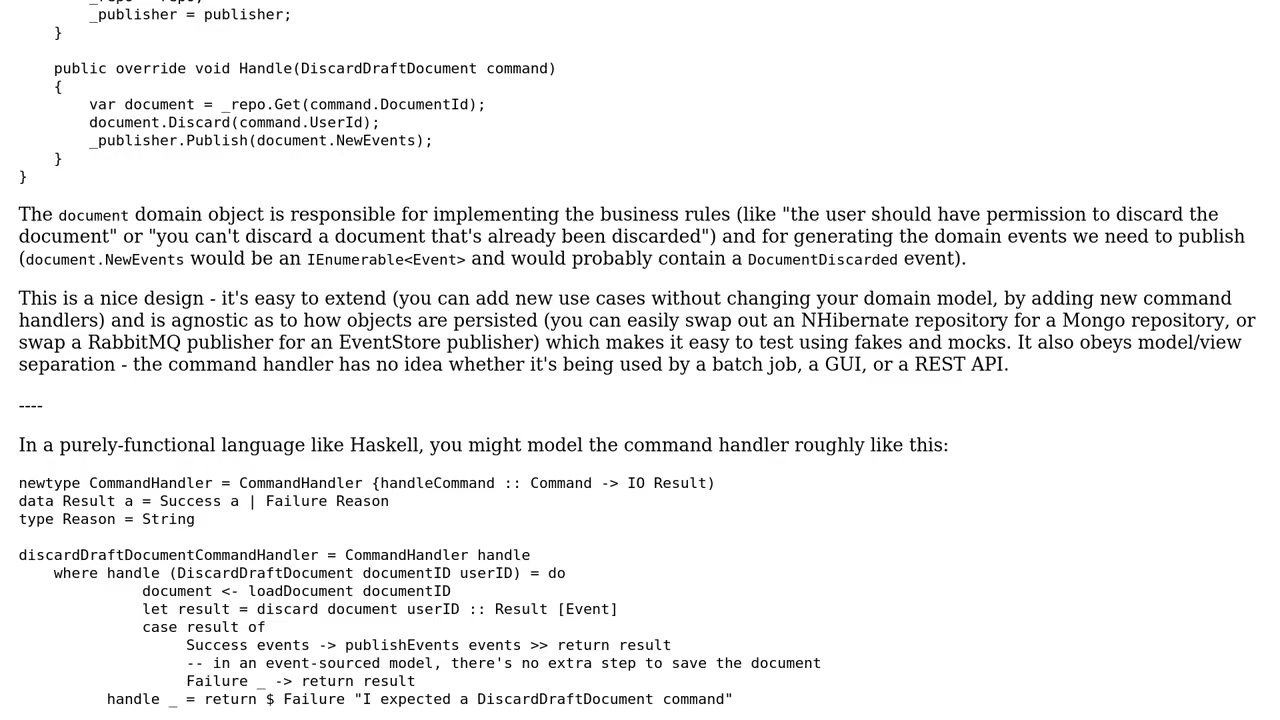 _repo = repo;
_publisher = publisher;
}
public override void Handle(DiscardDraftDocument command)
{
var document = _repo.Get(command.DocumentId);
document.Discard(command.UserId);
_publisher.Publish(document.NewEvents);
}
}
The document domain object is responsible for implementing the business rules (like "the user should have permission to discard the
document" or "you can't discard a document that's already been discarded") and for generating the domain events we need to publish
(document.NewEvents would be an IEnumerable<Event> and would probably contain a DocumentDiscarded event).
This is a nice design - it's easy to extend (you can add new use cases without changing your domain model, by adding new command
handlers) and is agnostic as to how objects are persisted (you can easily swap out an NHibernate repository for a Mongo repository, or
swap a RabbitMQ publisher for an EventStore publisher) which makes it easy to test using fakes and mocks. It also obeys model/view
separation - the command handler has no idea whether it's being used by a batch job, a GUI, or a REST API.
----
In a purely-functional language like Haskell, you might model the command handler roughly like this:
newtype CommandHandler = CommandHandler {handleCommand :: Command -> IO Result)
data Result a = Success a | Failure Reason
type Reason = String
discardDraftDocumentCommandHandler = CommandHandler handle
where handle (DiscardDraftDocument documentID userID) = do
document <- loadDocument documentID
let result = discard document userID :: Result [Event]
case result of
Success events -> publishEvents events >> return result
-- in an event-sourced model, there's no extra step to save the document
Failure _ -> return result
handle _ = return $ Failure "I expected a DiscardDraftDocument command"